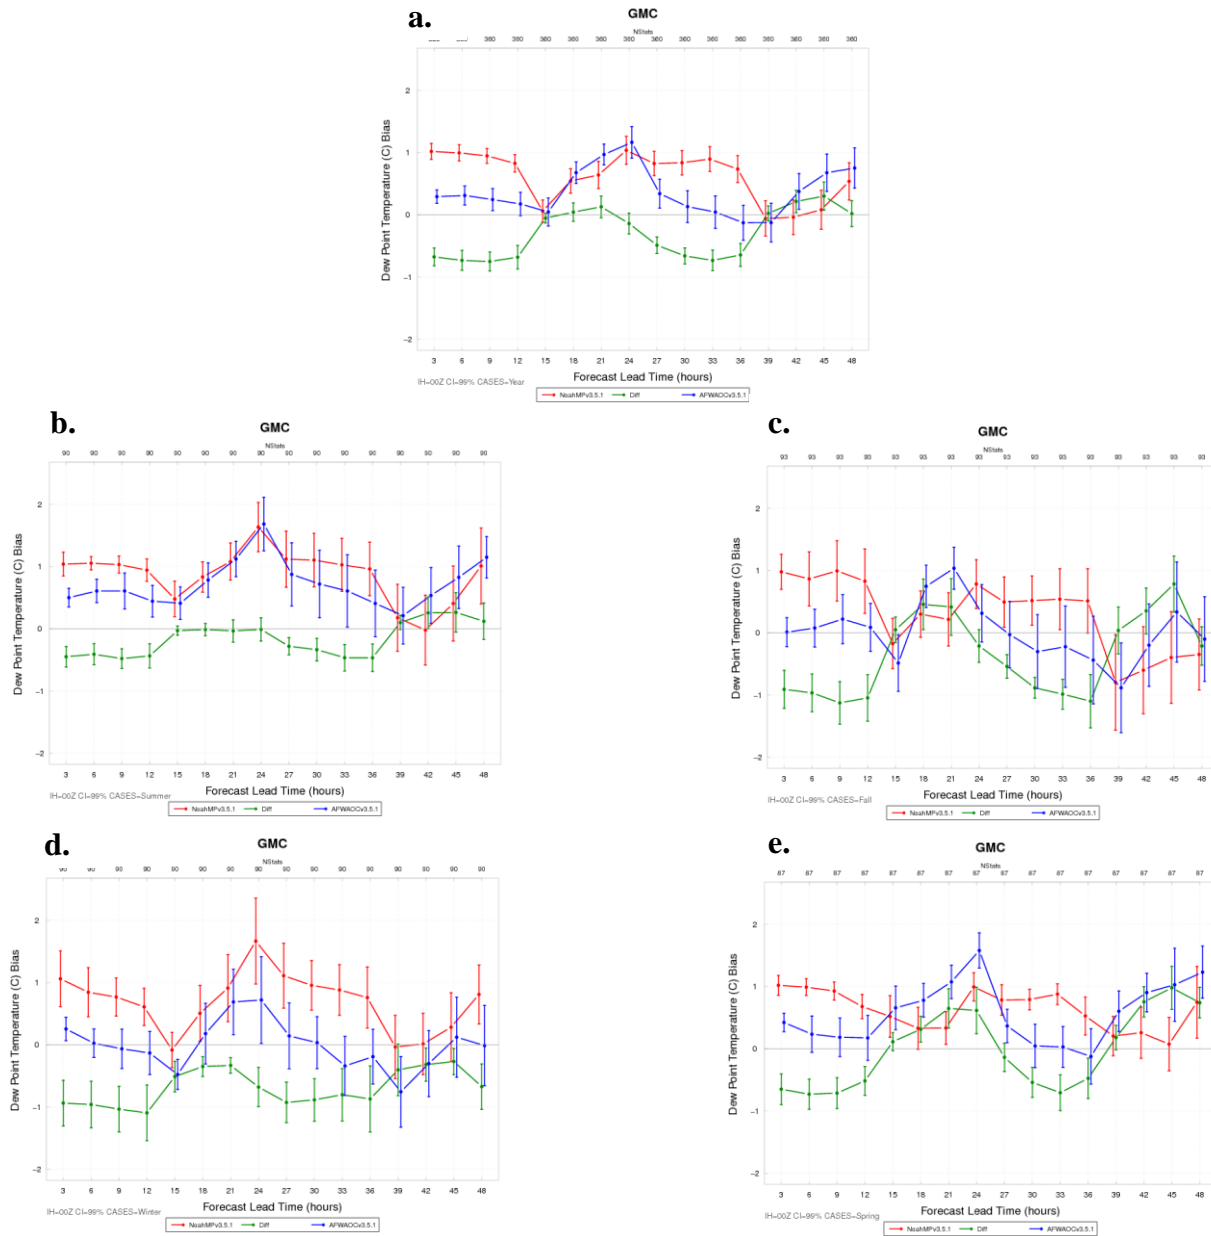 a.
GMC
NStats
360 360 360 360 360 360 360 360 360 360 360 360 360 360
Dew Point Temperature (C) Bias
2
1
0
−1
−2
3 6 9 12 15 18 21 24 27 30 33 36 39 42 45 48
Forecast Lead Time (hours)
IH=00Z CI=99% CASES=Year
NoahMPv3.5.1 Diff AFWAOCv3.5.1
b.
GMC
NStats
90 90 90 90 90 90 90 90 90 90 90 90 90 90 90 90
Dew Point Temperature (C) Bias
2
1
0
−1
−2
3 6 9 12 15 18 21 24 27 30 33 36 39 42 45 48
Forecast Lead Time (hours)
IH=00Z CI=99% CASES=Summer
NoahMPv3.5.1 Diff AFWAOCv3.5.1
c.
GMC
NStats
93 93 93 93 93 93 93 93 93 93 93 93 93 93 93 93
Dew Point Temperature (C) Bias
2
1
0
−1
−2
3 6 9 12 15 18 21 24 27 30 33 36 39 42 45 48
Forecast Lead Time (hours)
IH=00Z CI=99% CASES=Fall
NoahMPv3.5.1 Diff AFWAOCv3.5.1
d.
GMC
NStats
90 90 90 90 90 90 90 90 90 90 90 90 90 90 90 90
Dew Point Temperature (C) Bias
2
1
0
−1
−2
3 6 9 12 15 18 21 24 27 30 33 36 39 42 45 48
Forecast Lead Time (hours)
IH=00Z CI=99% CASES=Winter
NoahMPv3.5.1 Diff AFWAOCv3.5.1
e.
GMC
NStats
87 87 87 87 87 87 87 87 87 87 87 87 87 87 87 87
Dew Point Temperature (C) Bias
2
1
0
−1
−2
3 6 9 12 15 18 21 24 27 30 33 36 39 42 45 48
Forecast Lead Time (hours)
IH=00Z CI=99% CASES=Spring
NoahMPv3.5.1 Diff AFWAOCv3.5.1